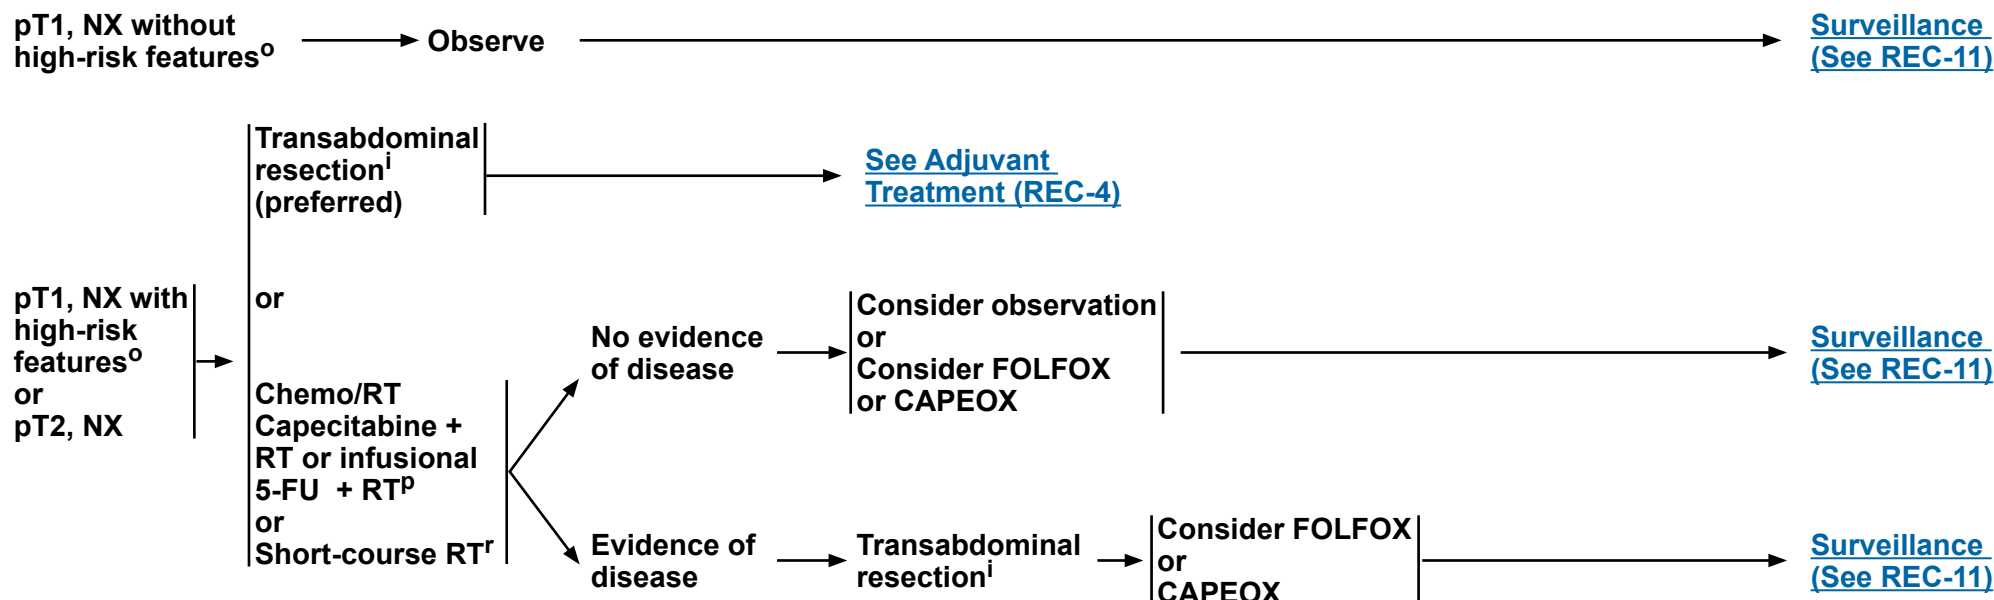 pT1, NX without
high-risk featuresᵒ
Observe
Surveillance
(See REC-11)
Transabdominal
resectionⁱ
(preferred)
See Adjuvant
Treatment (REC-4)
pT1, NX with
high-risk
featuresᵒ
or
pT2, NX
or
Chemo/RT
Capecitabine +
RT or infusional
5-FU + RTᵖ
or
Short-course RTʳ
No evidence
of disease
Consider observation
or
Consider FOLFOX
or CAPEOX
Surveillance
(See REC-11)
Evidence of
disease
Transabdominal
resectionⁱ
Consider FOLFOX
or
CAPEOX
Surveillance
(See REC-11)